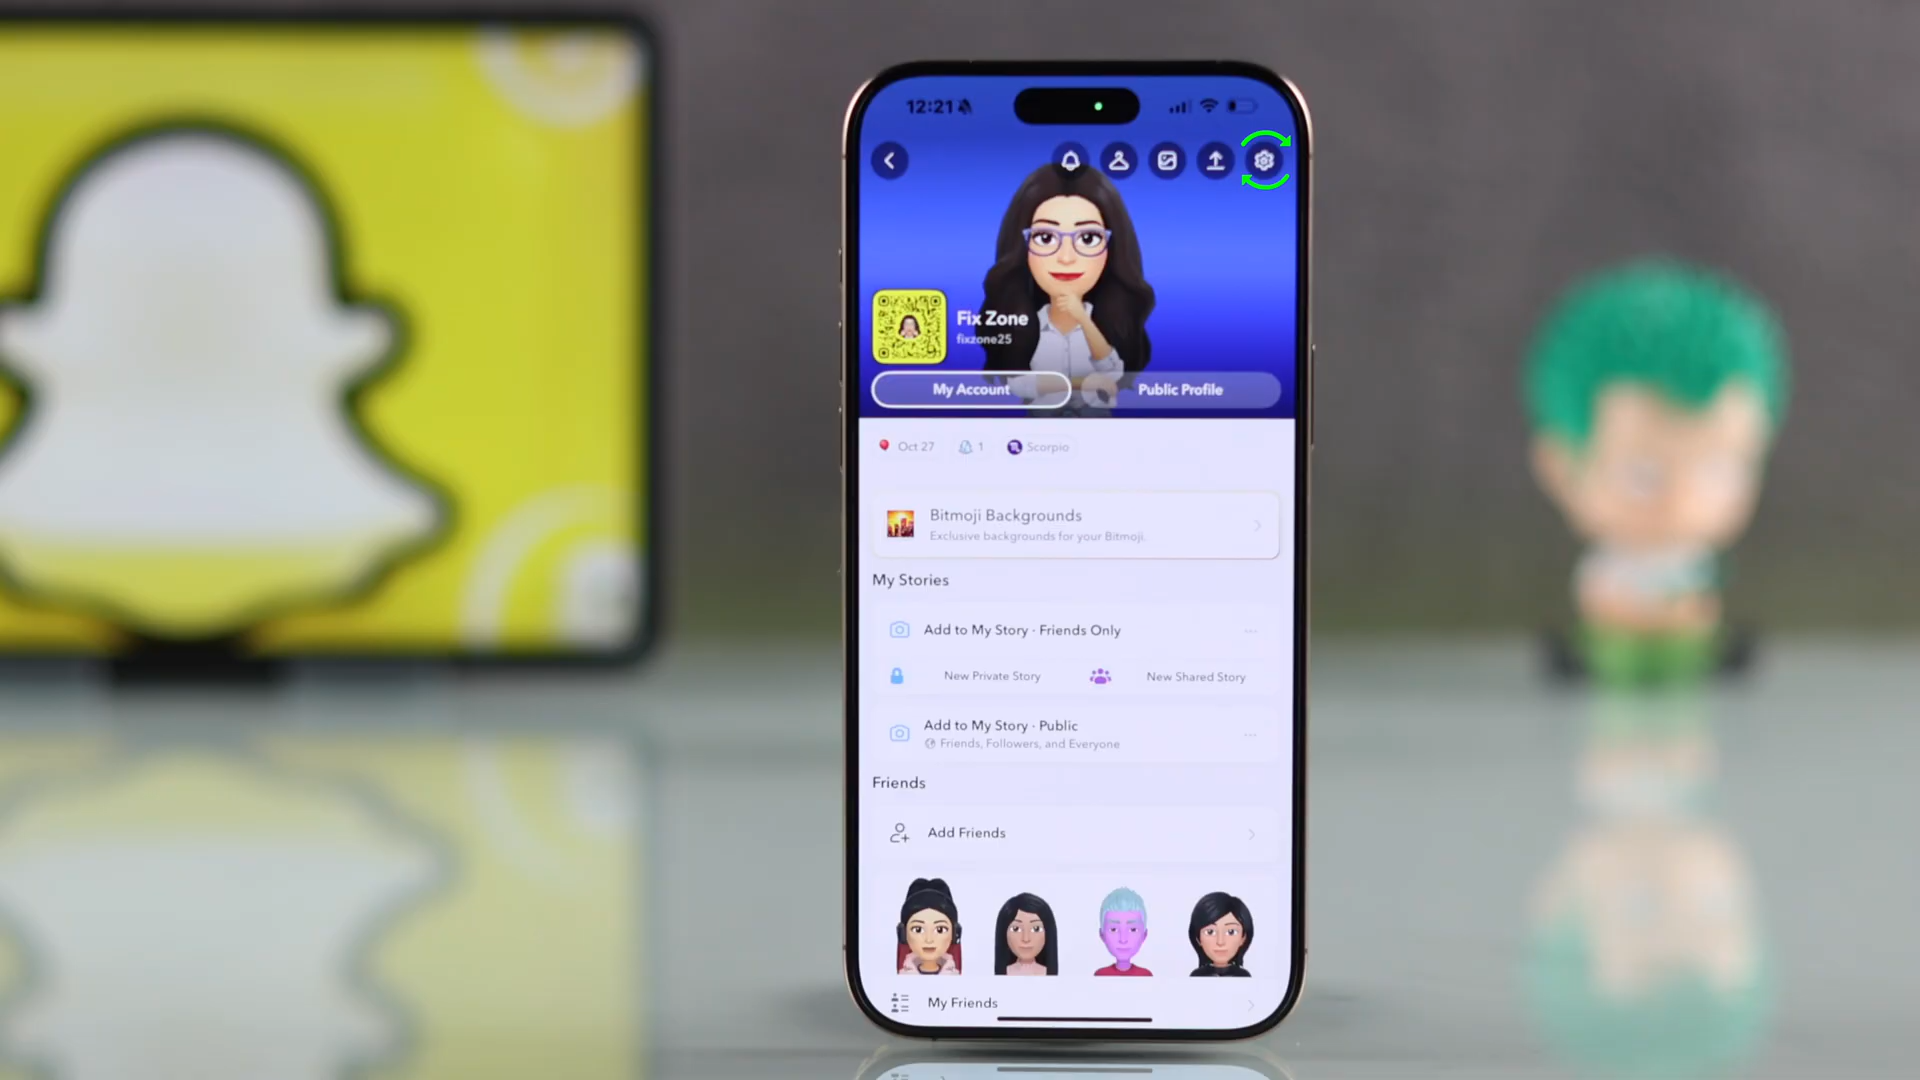 12:21
Fix Zone
fixzone25
My Account
Public Profile
Oct 27
1
Scorpio
Bitmoji Backgrounds
Exclusive backgrounds for your Bitmoji.
My Stories
Add to My Story · Friends Only
New Private Story
New Shared Story
Add to My Story · Public
Friends, Followers, and Everyone
Friends
Add Friends
My Friends